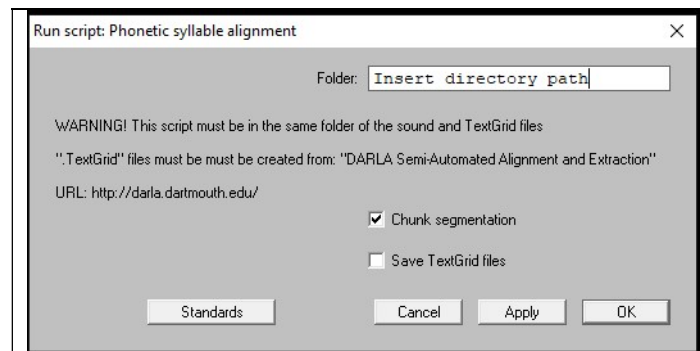 Run script: Phonetic syllable alignment
Folder: Insert directory path
WARNING! This script must be in the same folder of the sound and TextGrid files
".TextGrid" files must be must be created from: "DARLA Semi-Automated Alignment and Extraction"
URL: http://darla.dartmouth.edu/
Chunk segmentation
Save TextGrid files
Standards Cancel Apply OK